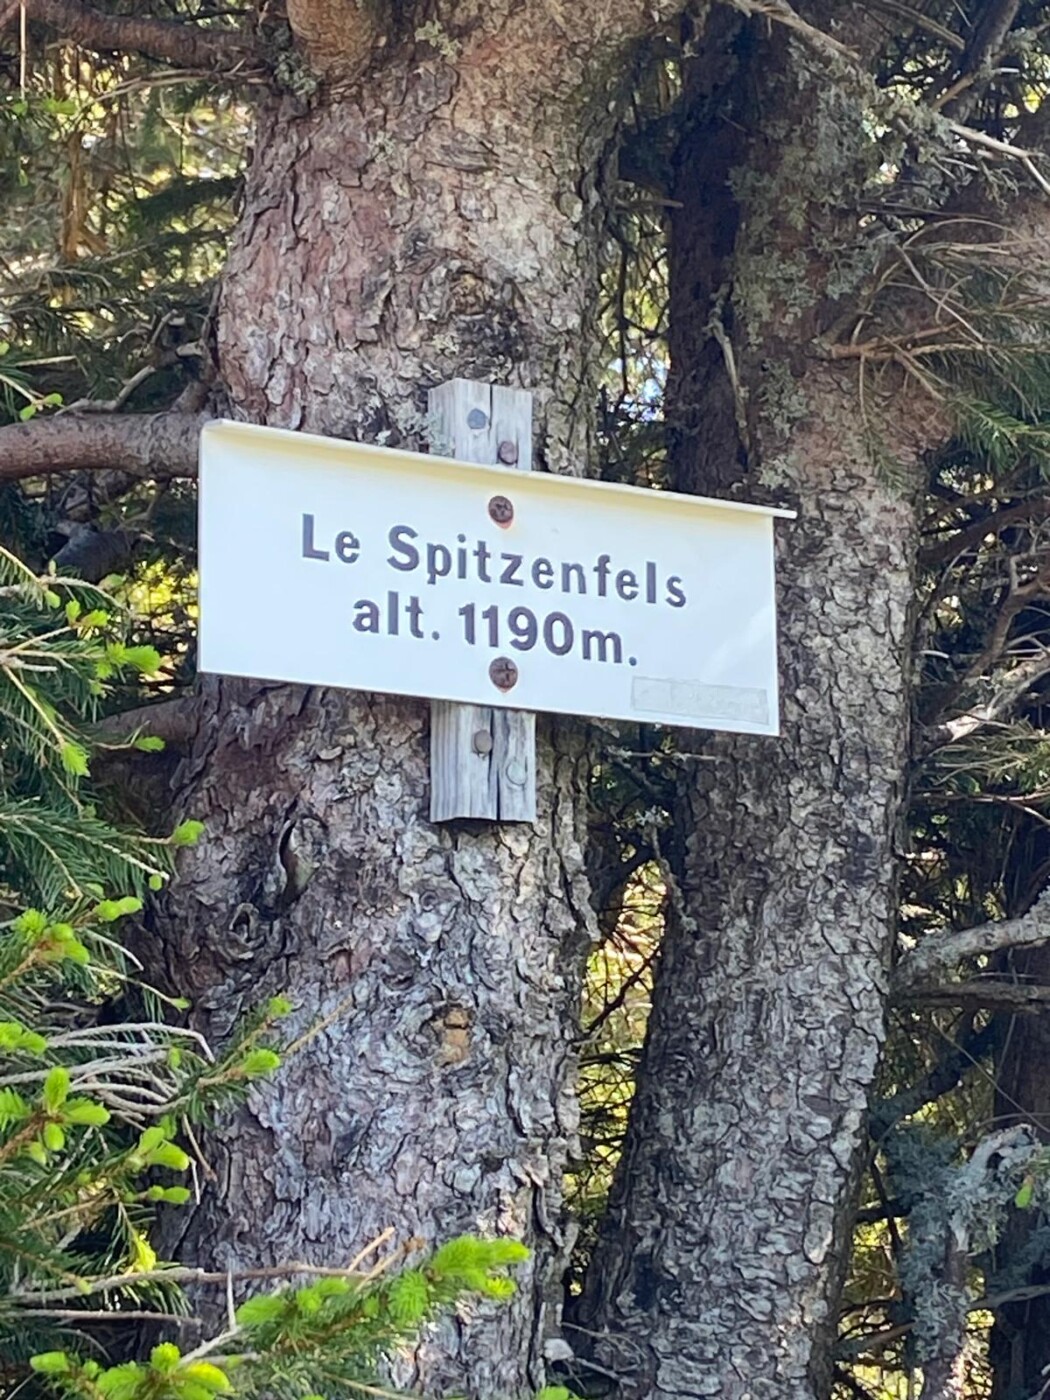 Le Spitzenfels
alt. 1190m.